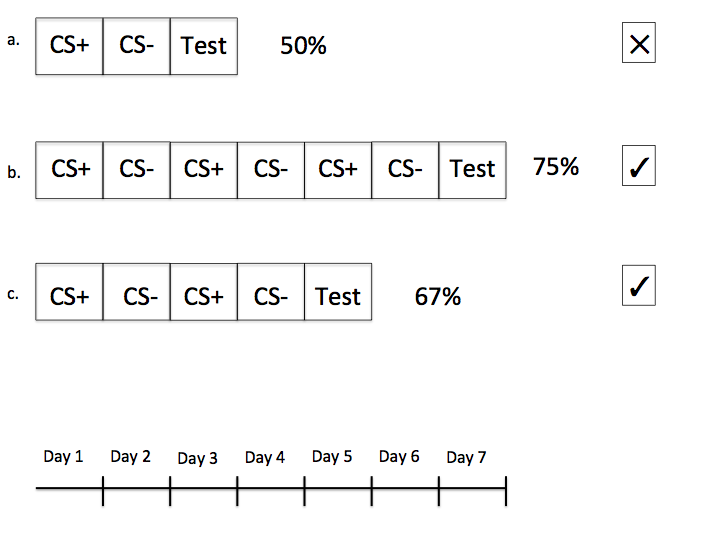 a. CS+ CS- Test 50% ×
b. CS+ CS- CS+ CS- CS+ CS- Test 75% ✓
c. CS+ CS- CS+ CS- Test 67% ✓
Day 1 Day 2 Day 3 Day 4 Day 5 Day 6 Day 7